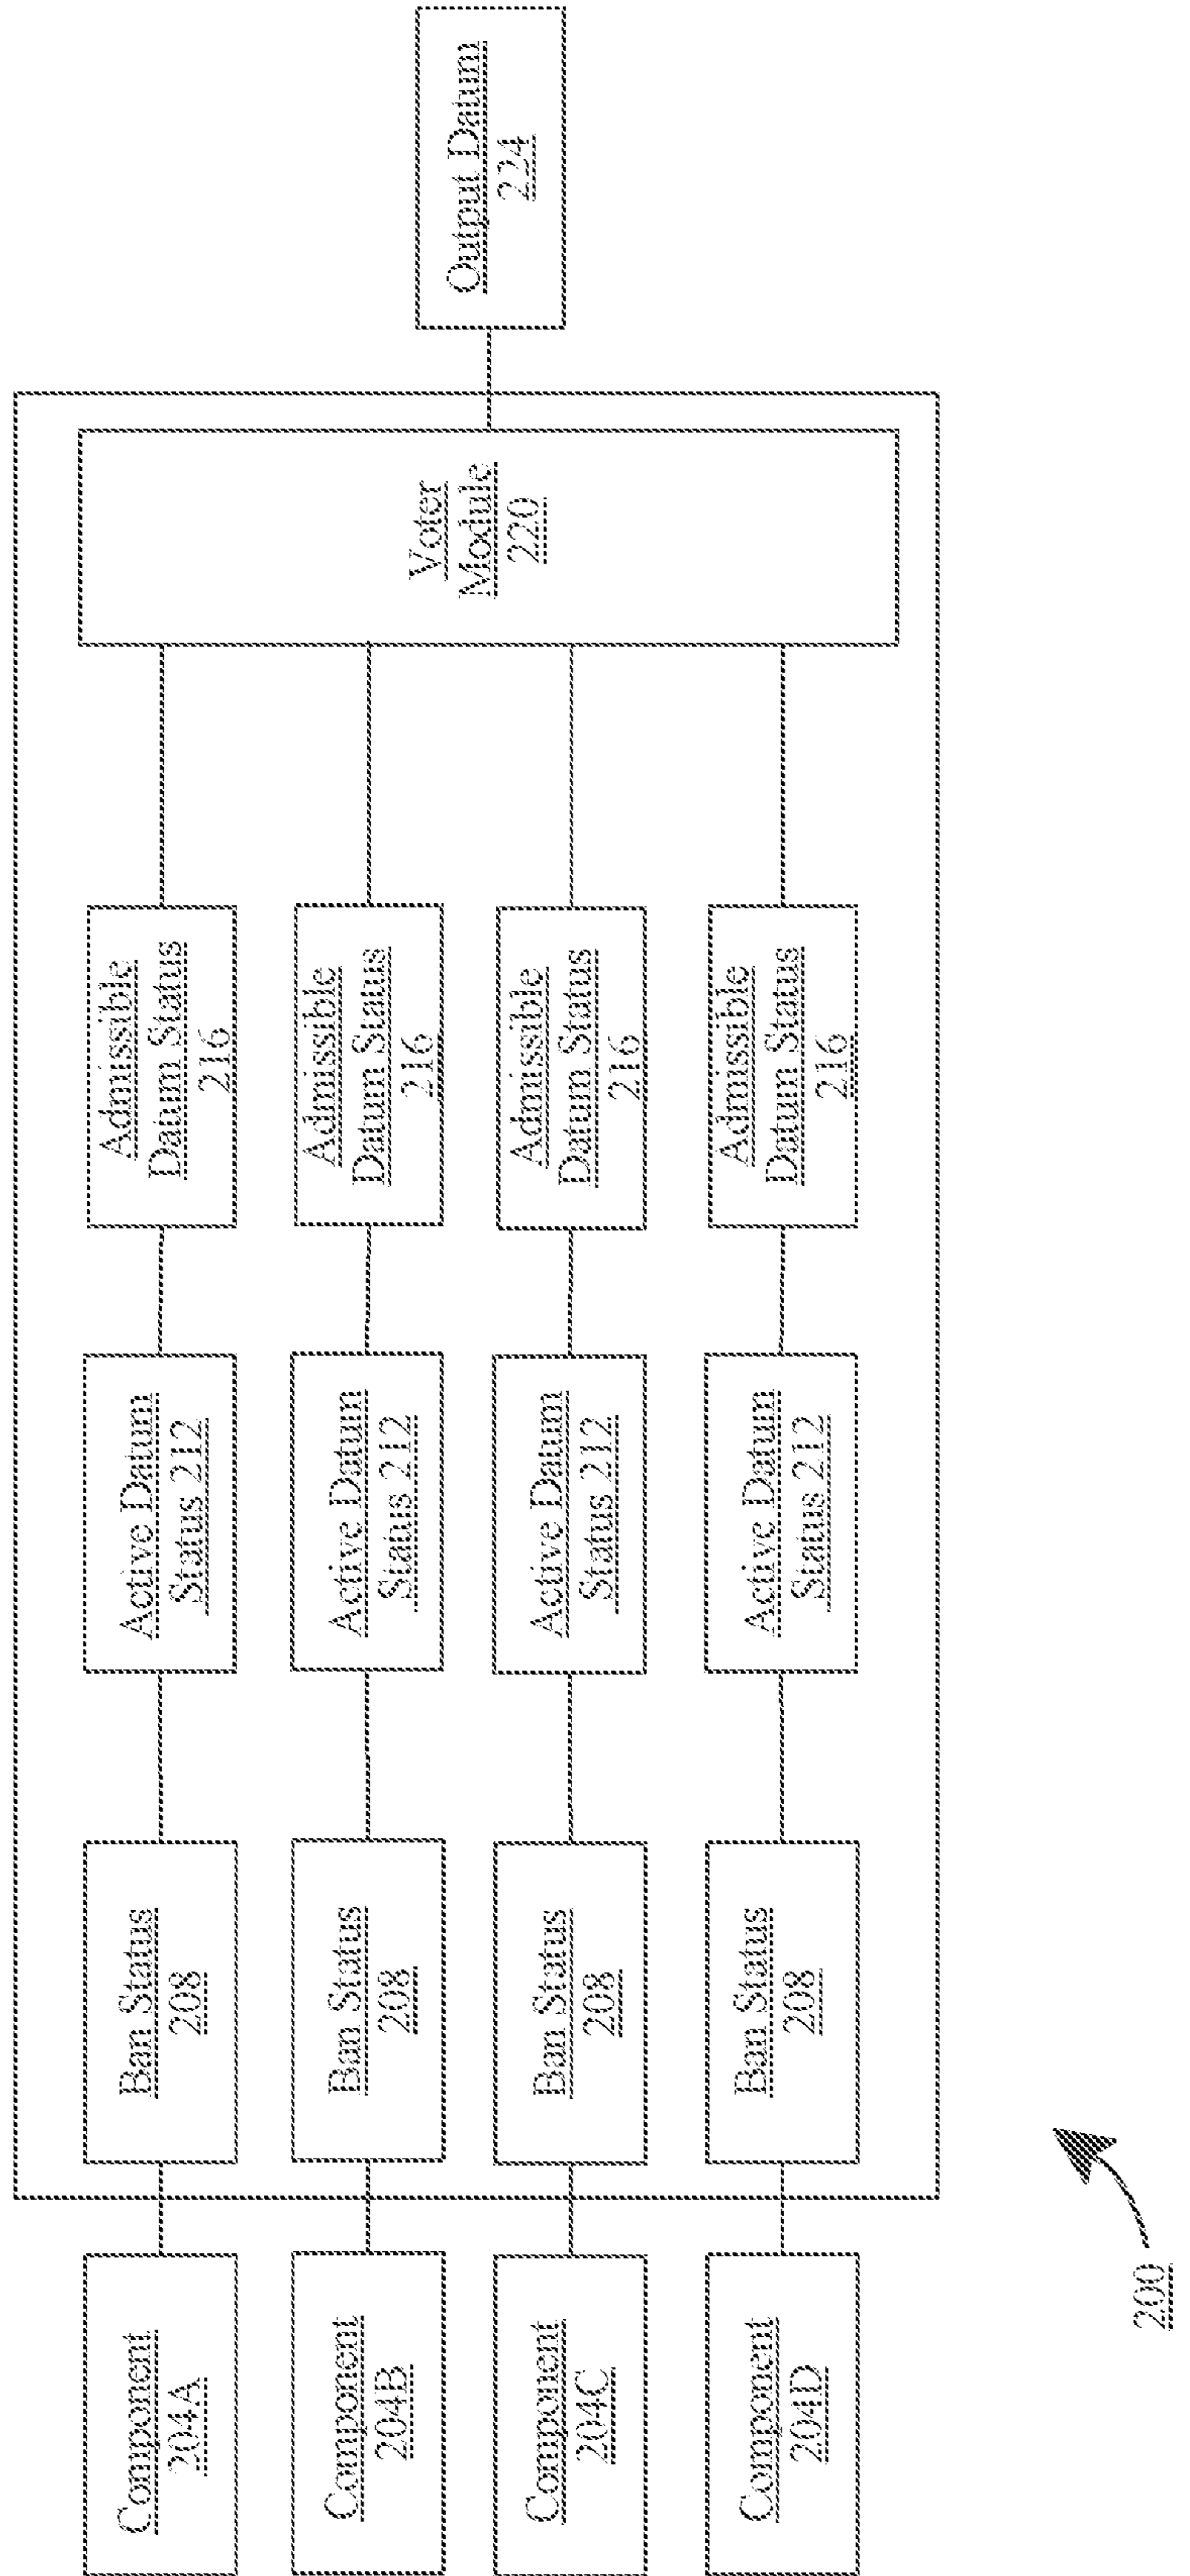 Component
204A
Ban Status
208
Active Datum
Status 212
Admissible
Datum Status
216
Component
204B
Ban Status
208
Active Datum
Status 212
Admissible
Datum Status
216
Component
204C
Ban Status
208
Active Datum
Status 212
Admissible
Datum Status
216
Component
204D
Ban Status
208
Active Datum
Status 212
Admissible
Datum Status
216
Voter
Module
220
Output Datum
224
200